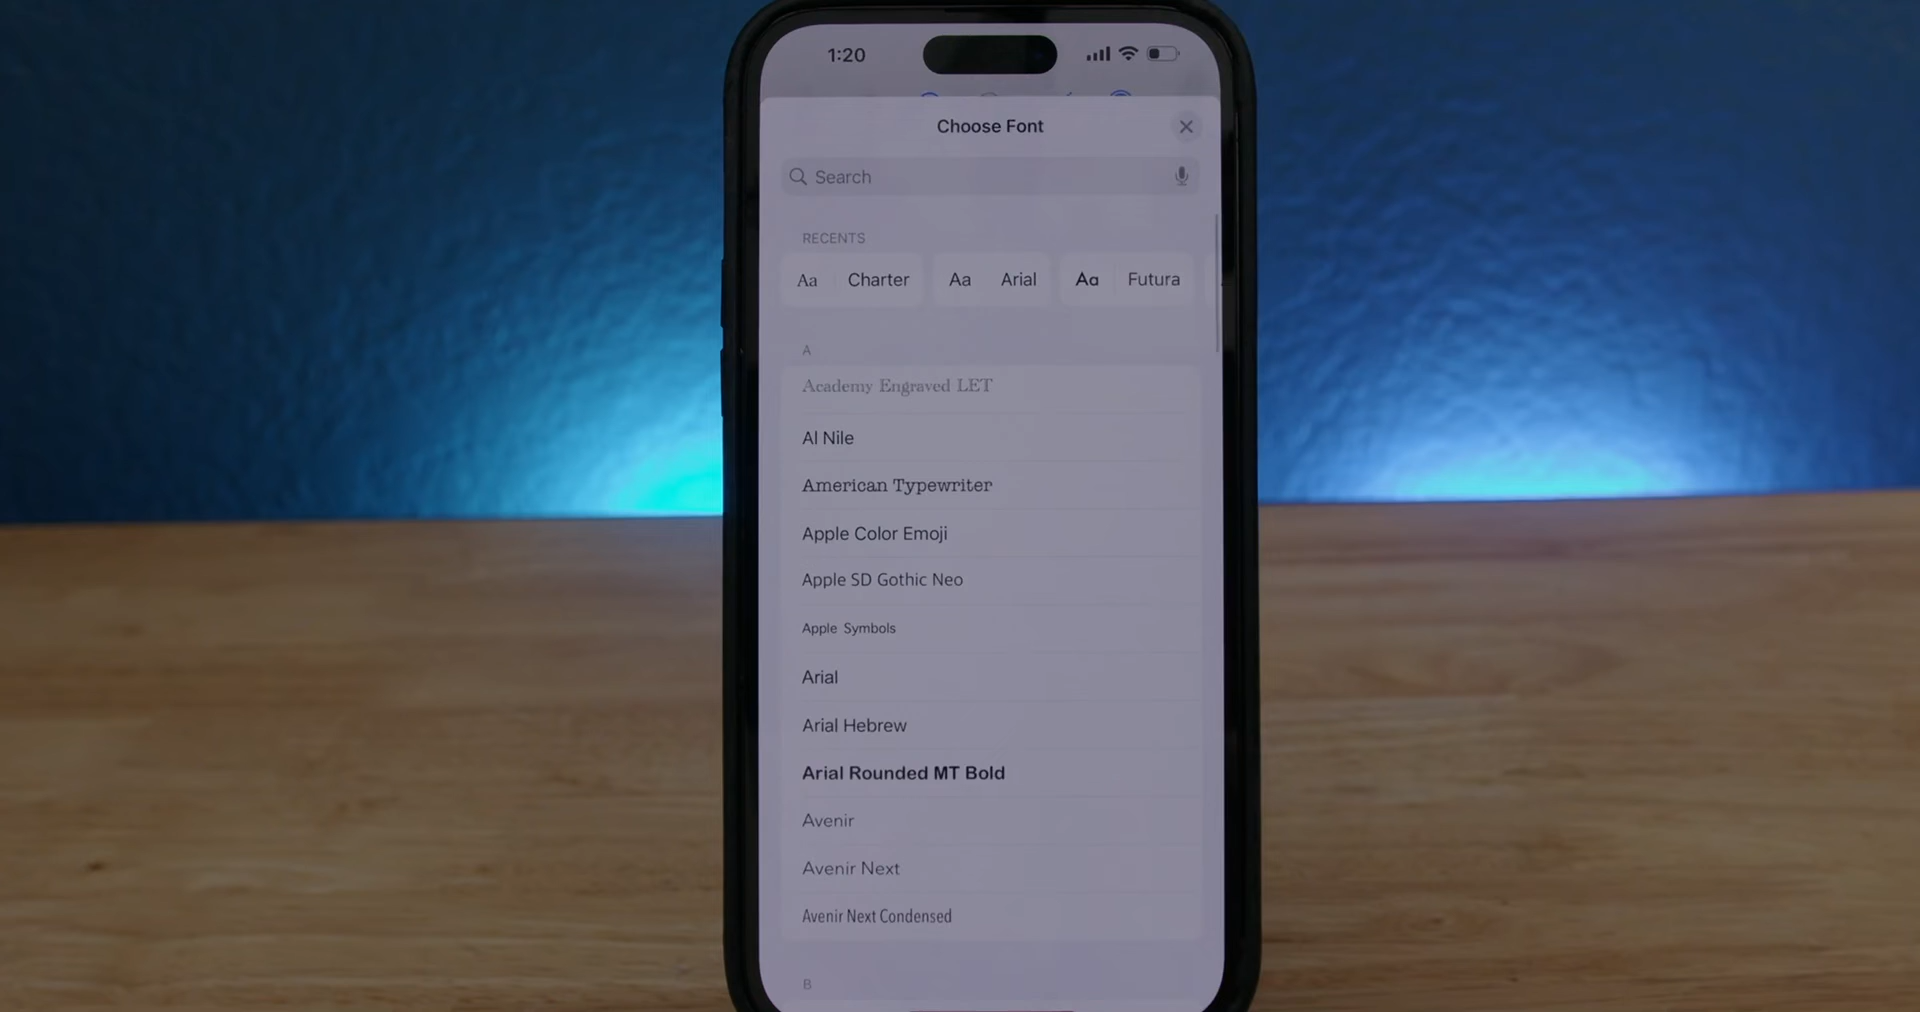 1:20
Choose Font
Search
RECENTS
Aa Charter Aa Arial Aa Futura
A
Academy Engraved LET
Al Nile
American Typewriter
Apple Color Emoji
Apple SD Gothic Neo
Apple Symbols
Arial
Arial Hebrew
Arial Rounded MT Bold
Avenir
Avenir Next
Avenir Next Condensed
B